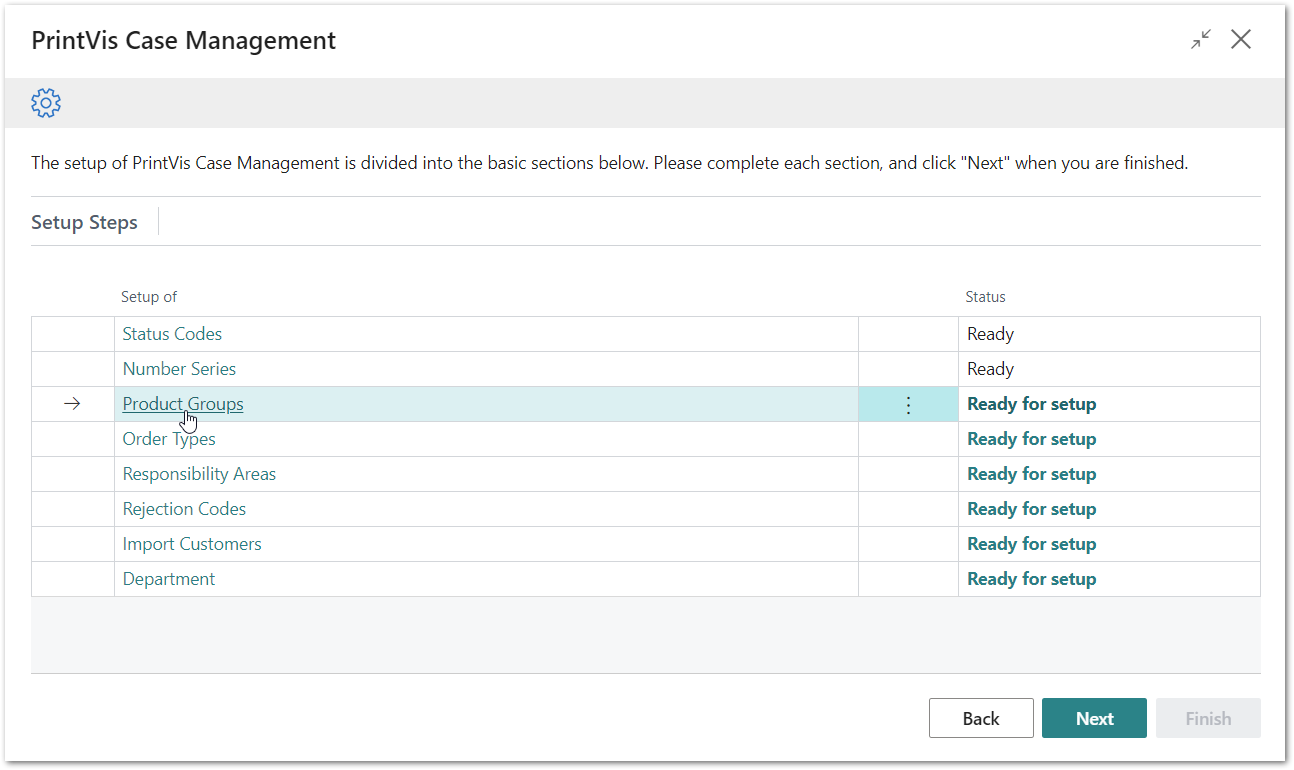 PrintVis Case Management
The setup of PrintVis Case Management is divided into the basic sections below. Please complete each section, and click "Next" when you are finished.
Setup Steps
Setup of Status
Status Codes Ready
Number Series Ready
Product Groups Ready for setup
Order Types Ready for setup
Responsibility Areas Ready for setup
Rejection Codes Ready for setup
Import Customers Ready for setup
Department Ready for setup
Back Next Finish